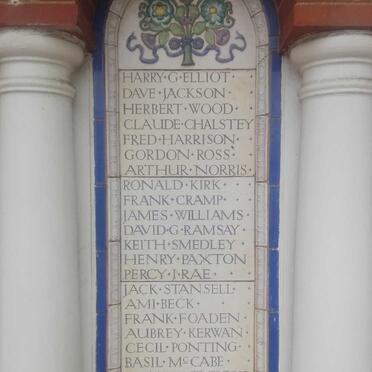 HARRY·G·ELLIOT·
DAVE·JACKSON·
HERBERT·WOOD·
CLAUDE·CHALSTEY
FRED·HARRISON·
GORDON·ROSS·
ARTHUR·NORRIS·
RONALD·KIRK·
FRANK·CRAMP·
JAMES·WILLIAMS·
DAVID·G·RAMSAY·
KEITH·SMEDLEY·
HENRY·PAXTON
PERCY·J·RAE·
JACK·STANSELL·
AMI·BECK·
FRANK·FOADEN·
AUBREY·KERWAN·
CECIL·PONTING·
BASIL·McCABE·